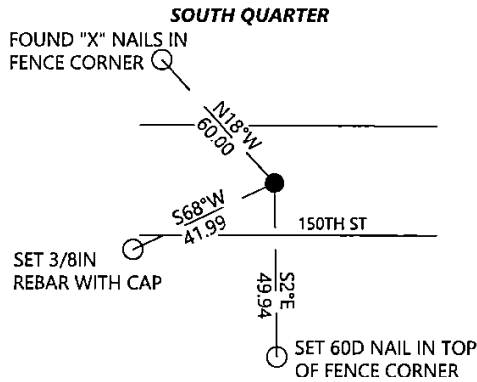 SOUTH QUARTER
FOUND "X" NAILS IN
FENCE CORNER
N18°W
60.00
S68°W
41.99
150TH ST
SET 3/8IN
REBAR WITH CAP
S2°E
49.94
SET 60D NAIL IN TOP
OF FENCE CORNER